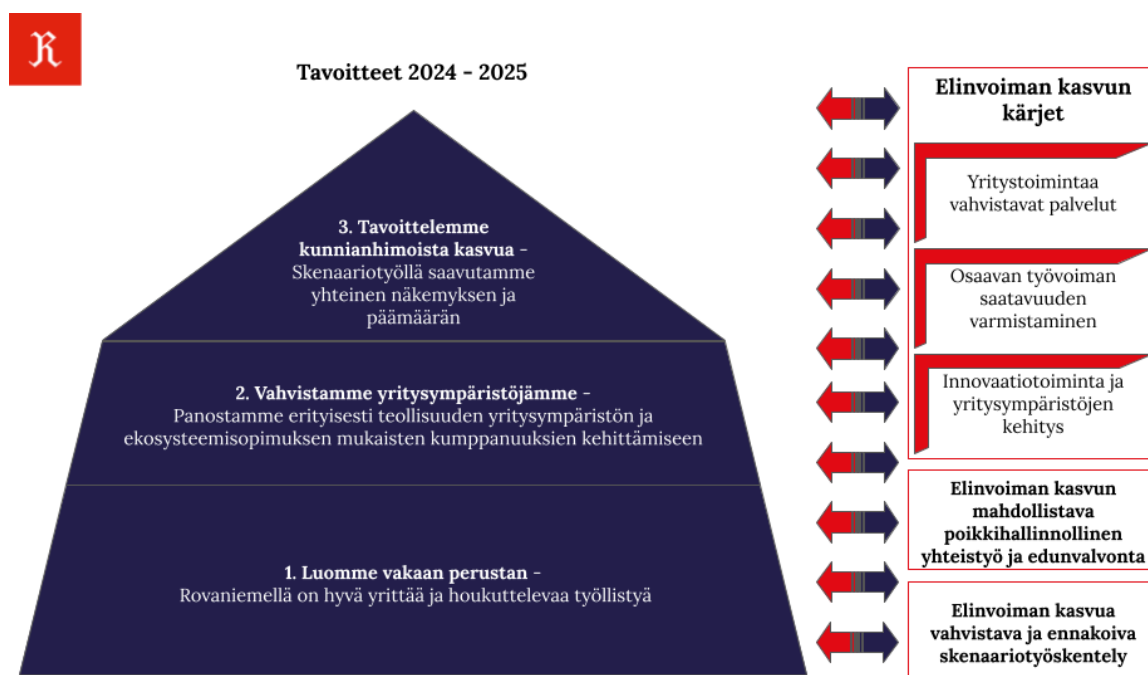 R
Tavoitteet 2024 - 2025
3. Tavoittelemme
kunnianhimoista kasvua -
Skenaariotyöllä saavutamme
yhteinen näkemyksen ja
päämäärän
2. Vahvistamme yritysympäristöjämme -
Panostamme erityisesti teollisuuden yritysympäristön ja
ekosysteemisopimuksen mukaisten kumppanuuksien kehittämiseen
1. Luomme vakaan perustan -
Rovaniemellä on hyvä yrittää ja houkuttelevaa työllistyä
Elinvoiman kasvun
kärjet
Yritystoimintaa
vahvistavat palvelut
Osaavan työvoiman
saatavuuden
varmistaminen
Innovaatiotoiminta ja
yritysympäristöjen
kehitys
Elinvoiman kasvun
mahdollistava
poikkihallinnollinen
yhteistyö ja edunvalvonta
Elinvoiman kasvua
vahvistava ja ennakoiva
skenaariotyöskentely